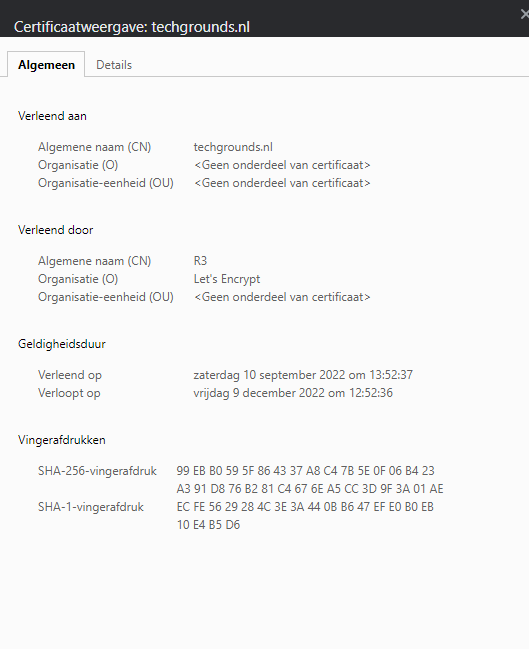 Certificaatweergave: techgrounds.nl
Algemeen Details
Verleend aan
Algemene naam (CN) techgrounds.nl
Organisatie (O) <Geen onderdeel van certificaat>
Organisatie-eenheid (OU) <Geen onderdeel van certificaat>
Verleend door
Algemene naam (CN) R3
Organisatie (O) Let's Encrypt
Organisatie-eenheid (OU) <Geen onderdeel van certificaat>
Geldigheidsduur
Verleend op zaterdag 10 september 2022 om 13:52:37
Verloopt op vrijdag 9 december 2022 om 12:52:36
Vingerafdrukken
SHA-256-vingerafdruk 99 EB B0 59 5F 86 43 37 A8 C4 7B 5E 0F 06 B4 23
A3 91 D8 76 B2 81 C4 67 6E A5 CC 3D 9F 3A 01 AE
SHA-1-vingerafdruk EC FE 56 29 28 4C 3E 3A 44 0B B6 47 EF E0 B0 EB
10 E4 B5 D6